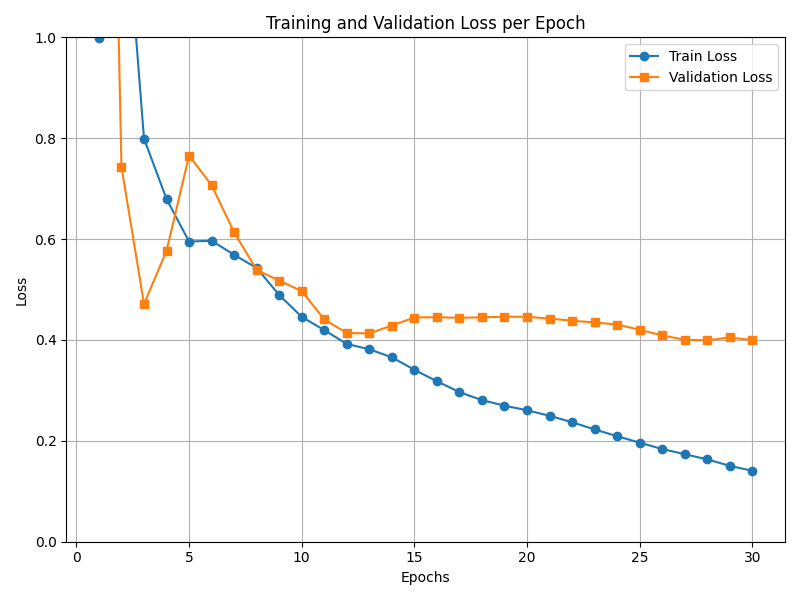 Training and Validation Loss per Epoch
Train Loss
Validation Loss
1.0
0.8
0.6
0.4
0.2
0.0
Loss
0 5 10 15 20 25 30
Epochs